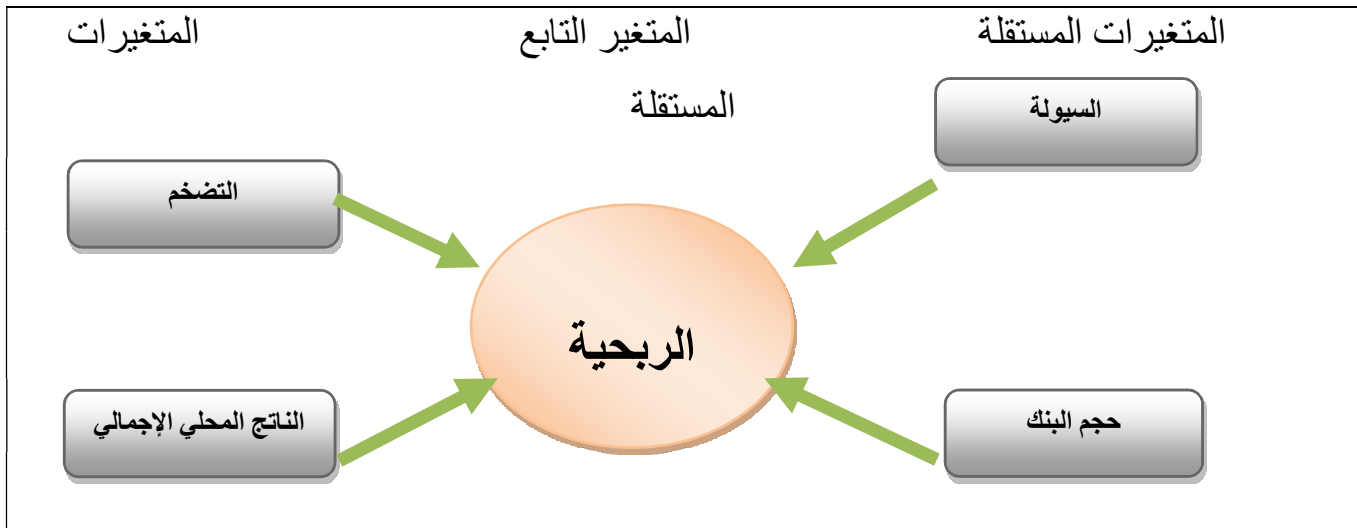 المتغيرات المستقلة المتغير التابع المتغيرات
المستقلة
السيولة
التضخم
الربحية
حجم البنك
الناتج المحلي الإجمالي